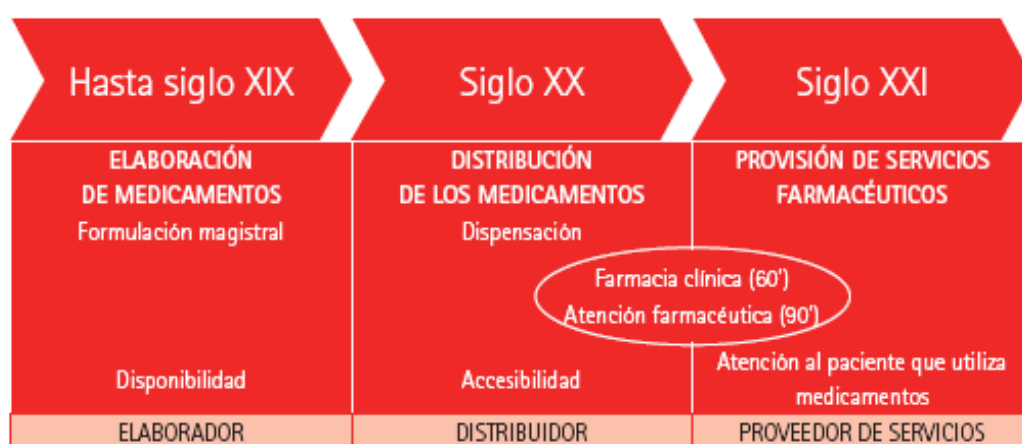 Hasta siglo XIX
Siglo XX
Siglo XXI
ELABORACIÓN
DE MEDICAMENTOS
Formulación magistral
DISTRIBUCIÓN
DE LOS MEDICAMENTOS
Dispensación
PROVISIÓN DE SERVICIOS
FARMACÉUTICOS
Farmacia clínica (60')
Atención farmacéutica (90')
Disponibilidad
Accesibilidad
Atención al paciente que utiliza
medicamentos
ELABORADOR
DISTRIBUIDOR
PROVEEDOR DE SERVICIOS